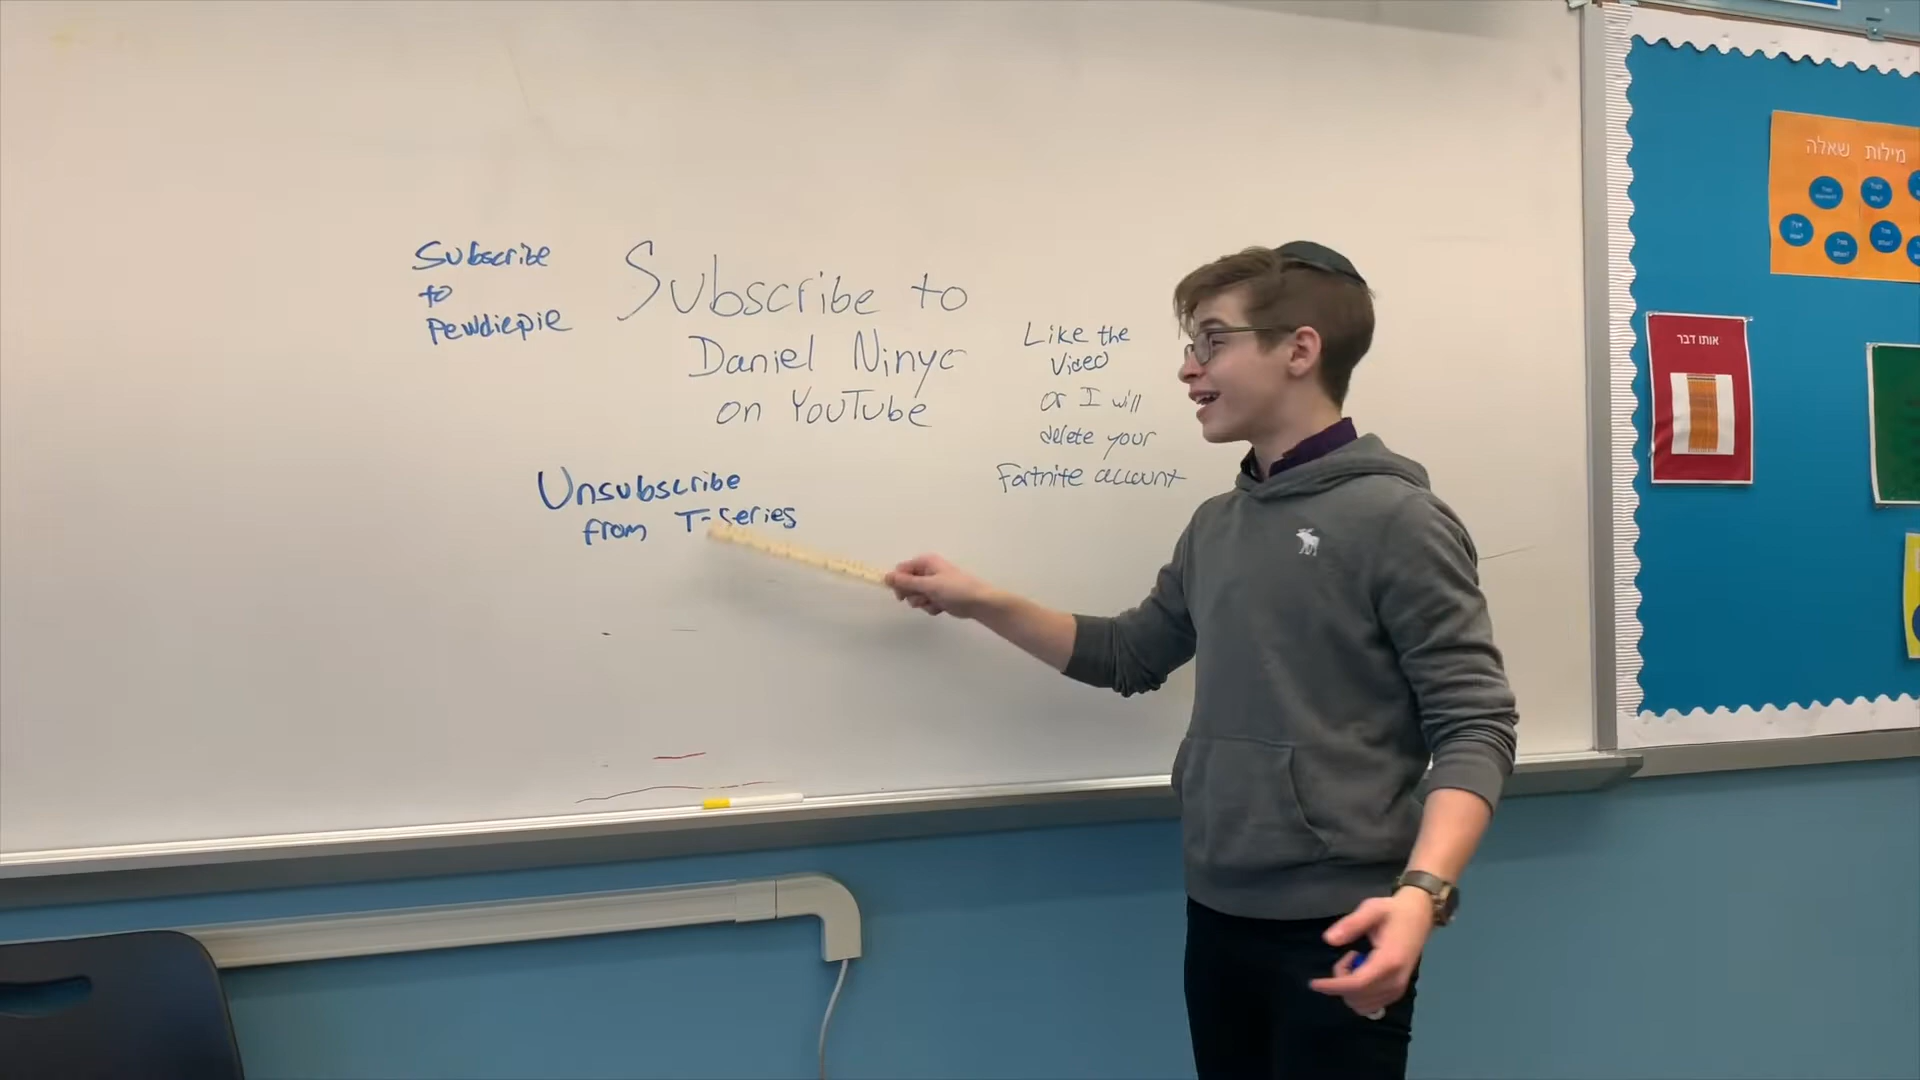 Subscribe
to
Pewdiepie
Subscribe to
Daniel Ninyc
on YouTube
Like the
Video
or I will
delete your
Fortnite account
Unsubscribe
from T-Series
מילות שאלה
אותו דבר